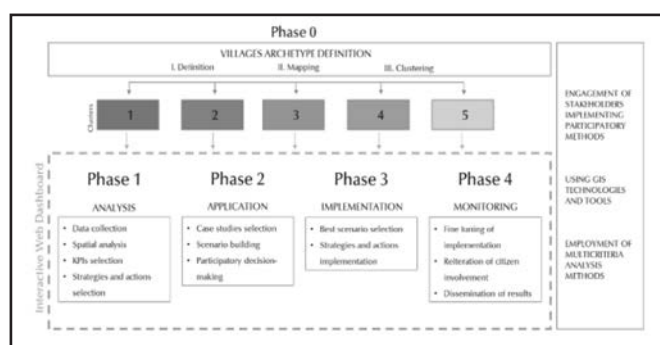 Phase 0
VILLAGES ARCHETYPE DEFINITION
I. Definition
II. Mapping
III. Clustering
Clusters
1
2
3
4
5
Interactive Web Dashboard
Phase 1
ANALYSIS
• Data collection
• Spatial analysis
• KPIs selection
• Strategies and actions
selection
Phase 2
APPLICATION
• Case studies selection
• Scenario building
• Participatory decision-
making
Phase 3
IMPLEMENTATION
• Best scenario selection
• Strategies and actions
implementation
Phase 4
MONITORING
• Fine tuning of
implementation
• Reiteration of citizen
involvement
• Dissemination of results
ENGAGEMENT OF
STAKEHOLDERS
IMPLEMENTING
PARTICIPATORY
METHODS
USING GIS
TECHNOLOGIES
AND TOOLS
EMPLOYMENT OF
MULTICRITERIA
ANALYSIS
METHODS